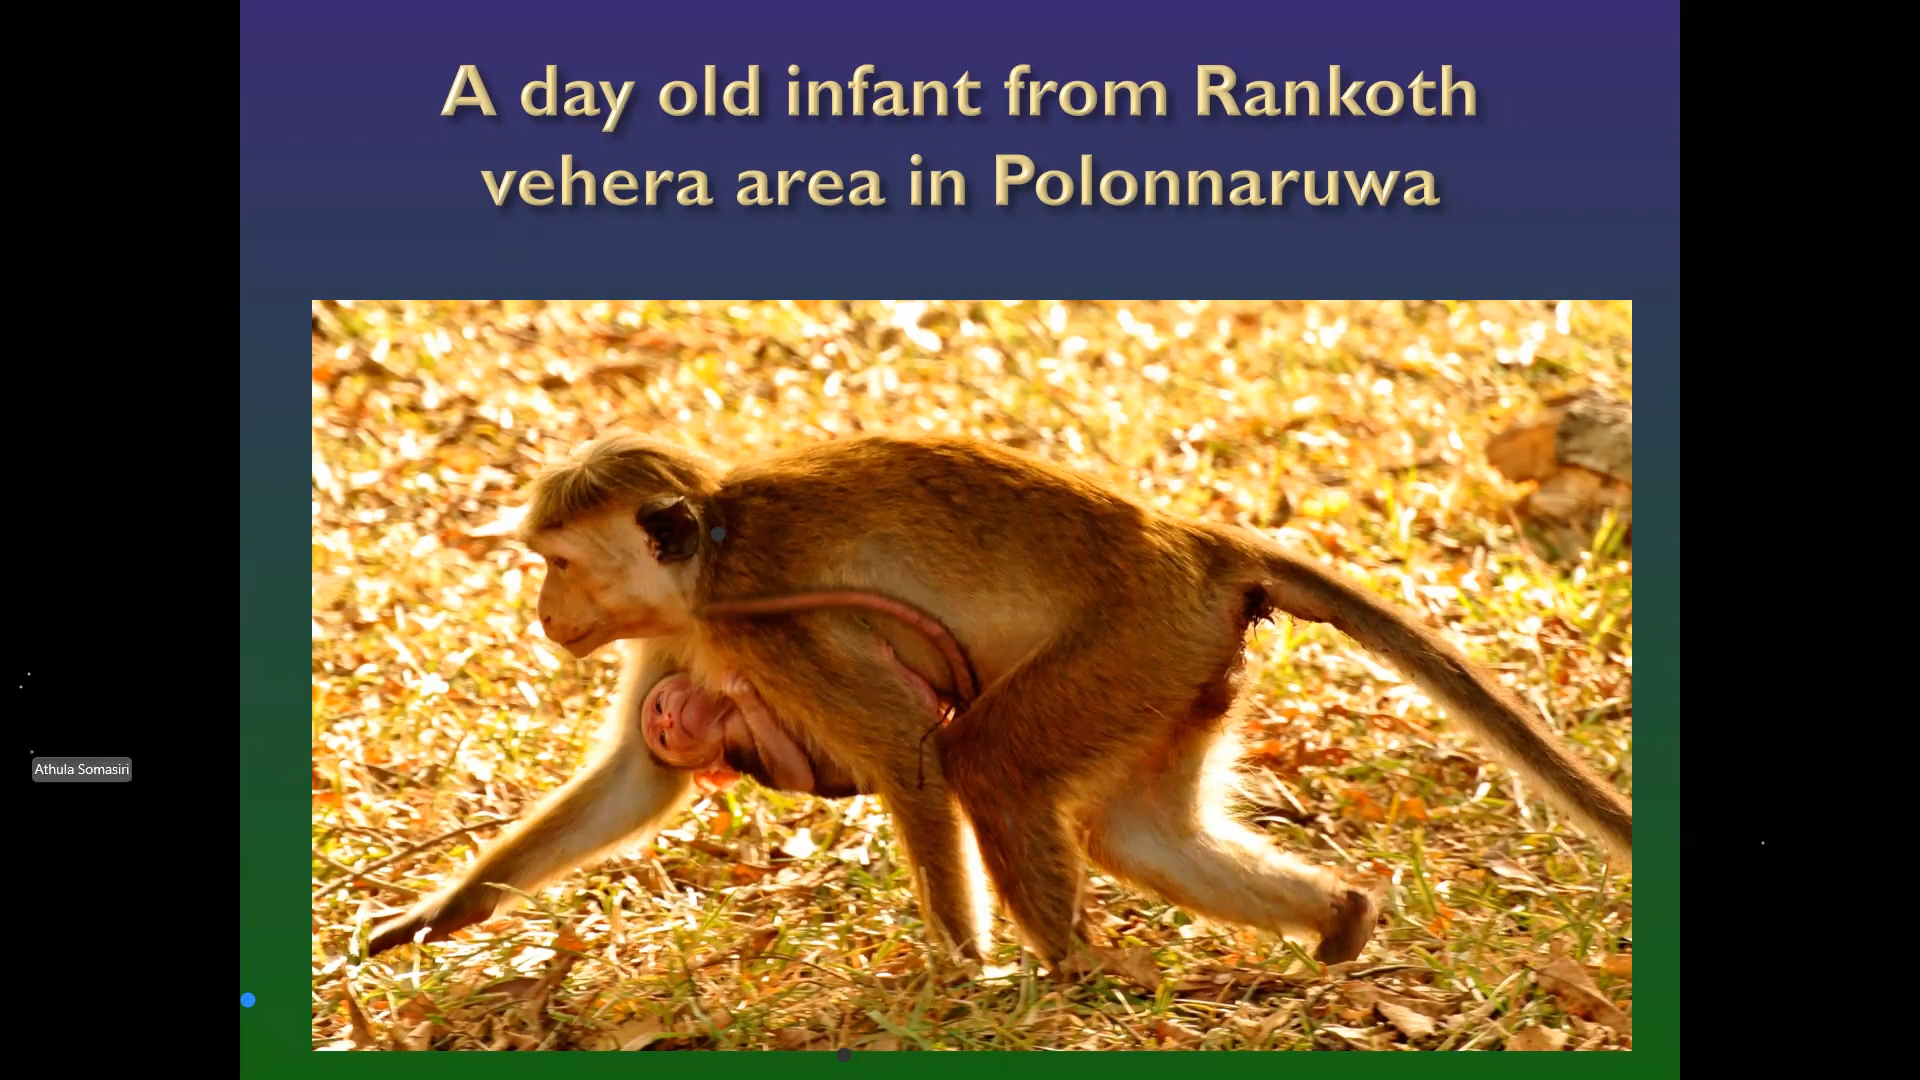 A day old infant from Rankoth
vehera area in Polonnaruwa
Athula Somasiri